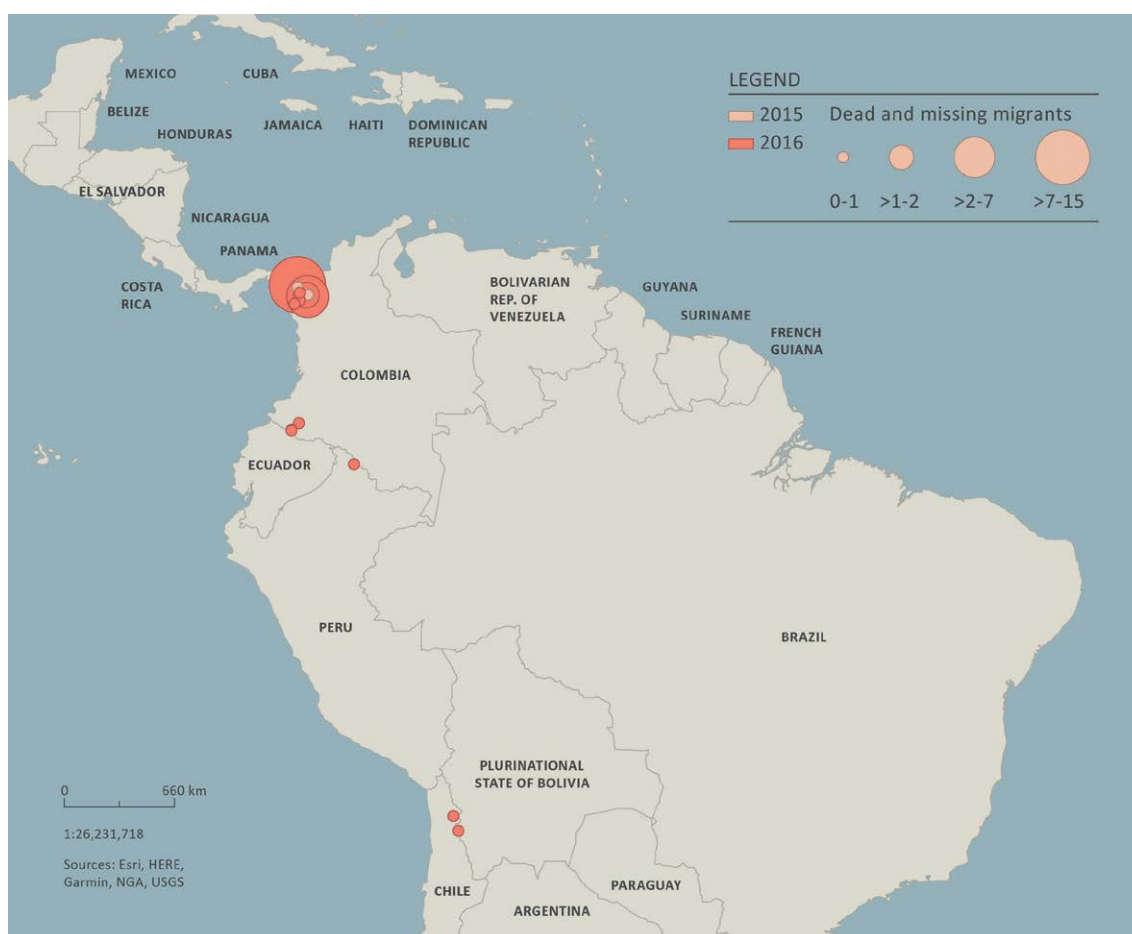 MEXICO
CUBA
BELIZE
HONDURAS
JAMAICA
HAITI
DOMINICAN
REPUBLIC
EL SALVADOR
NICARAGUA
PANAMA
COSTA
RICA
LEGEND
2015
2016
Dead and missing migrants
0-1 >1-2 >2-7 >7-15
BOLIVARIAN
REP. OF
VENEZUELA
GUYANA
SURINAME
FRENCH
GUIANA
COLOMBIA
ECUADOR
PERU
BRAZIL
PLURINATIONAL
STATE OF BOLIVIA
CHILE
PARAGUAY
ARGENTINA
0 660 km
1:26,231,718
Sources: Esri, HERE,
Garmin, NGA, USGS